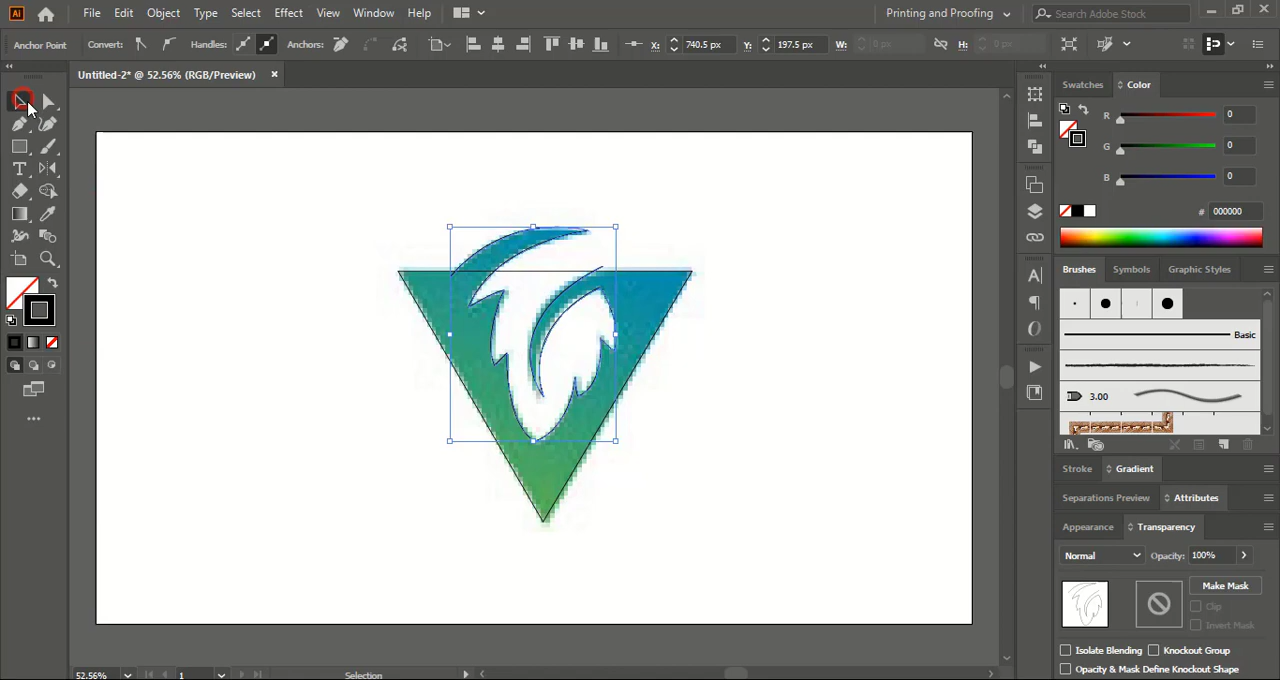 Ai File Edit Object Type Select Effect View Window Help Printing and Proofing Search Adobe Stock
Anchor Point Convert: Handles: Anchors: X: 740.5 px Y: 197.5 px W: 0 px H: 0 px
Untitled-2* @ 52.56% (RGB/Preview)
Swatches Color
R 0
G 0
B 0
# 000000
Brushes Symbols Graphic Styles
Basic
3.00
Stroke Gradient
Separations Preview Attributes
Appearance Transparency
Normal Opacity: 100%
Make Mask
Clip
Invert Mask
Isolate Blending Knockout Group
Opacity & Mask Define Knockout Shape
52.56% 1 Selection